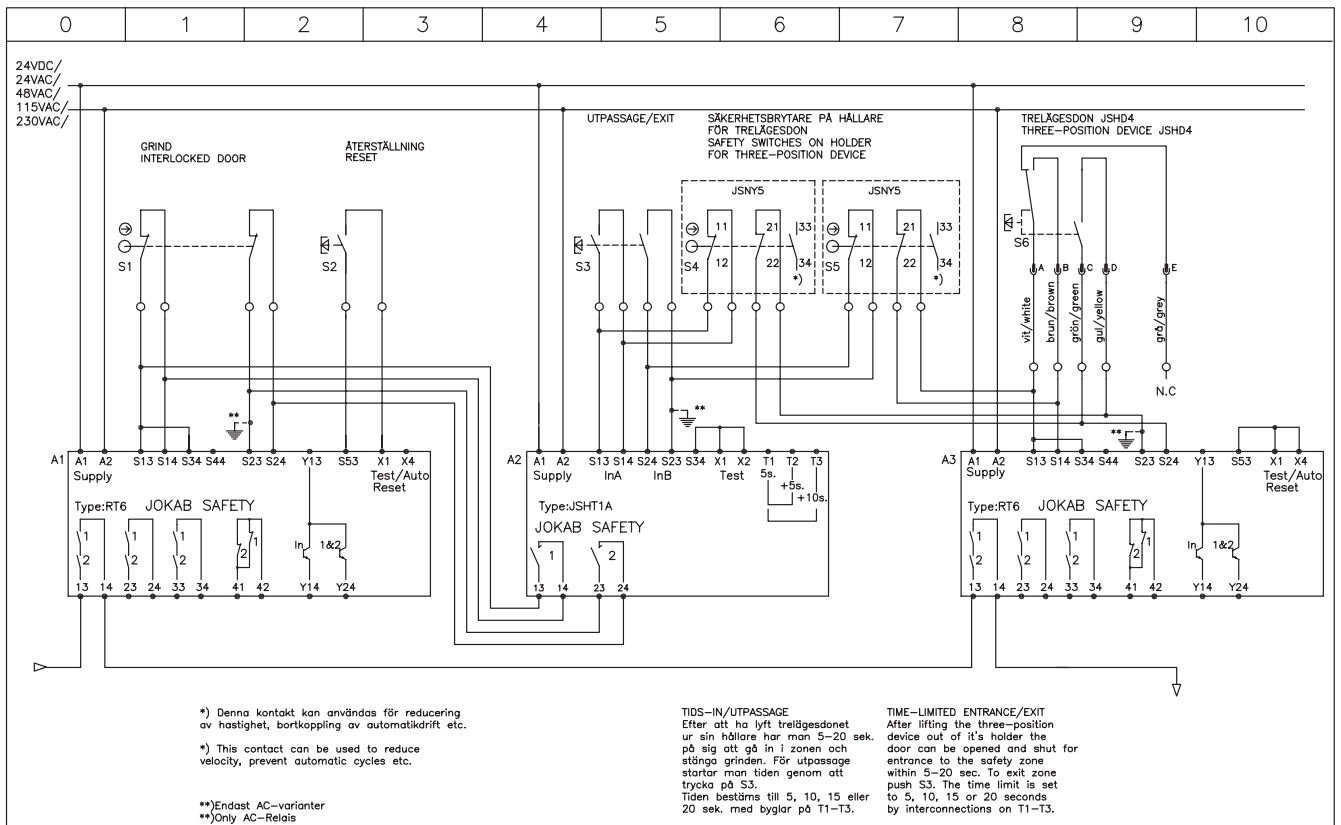 0 1 2 3 4 5 6 7 8 9 10
24VDC/
24VAC/
48VAC/
115VAC/
230VAC/
GRIND
INTERLOCKED DOOR
ÅTERSTÄLLNING
RESET
UTPASSAGE/EXIT
SÄKERHETSBRYTARE PÅ HÅLLARE
FÖR TRELÄGESDON
SAFETY SWITCHES ON HOLDER
FOR THREE-POSITION DEVICE
TRELÄGESDON JSHD4
THREE-POSITION DEVICE JSHD4
JSNY5 JSNY5
11 21 33 11 21 33
S1 S2 S3 S4 S5 S6
12 22 34 12 22 34
*) *)
A B C D E
vit/white
brun/brown
grön/green
gul/yellow
grå/grey
N.C
** ** **
A1 A1 A2 S13 S14 S34 S44 S23 S24 Y13 S53 X1 X4
Supply Test/Auto
Reset
Type:RT6 JOKAB SAFETY
1 1 1 1 In 1&2
2 2 2 2
13 14 23 24 33 34 41 42 Y14 Y24
A2 A1 A2 S13 S14 S24 S23 S34 X1 X2 T1 T2 T3
Supply InA InB Test 5s. +5s. +10s.
Type:JSHT1A
JOKAB SAFETY
1 2
13 14 23 24
A3 A1 A2 S13 S14 S34 S44 S23 S24 Y13 S53 X1 X4
Supply Test/Auto
Reset
Type:RT6 JOKAB SAFETY
1 1 1 1 In 1&2
2 2 2 2
13 14 23 24 33 34 41 42 Y14 Y24
*) Denna kontakt kan användas för reducering
av hastighet, bortkoppling av automatikdrift etc.
*) This contact can be used to reduce
velocity, prevent automatic cycles etc.
**)Endast AC-varianter
**)Only AC-Relais
TIDS-IN/UTPASSAGE
Efter att ha lyft trelägesdonet
ur sin hållare har man 5-20 sek.
på sig att gå in i zonen och
stänga grinden. För utpassage
startar man tiden genom att
trycka på S3.
Tiden bestäms till 5, 10, 15 eller
20 sek. med byglar på T1-T3.
TIME-LIMITED ENTRANCE/EXIT
After lifting the three-position
device out of it's holder the
door can be opened and shut for
entrance to the safety zone
within 5-20 sec. To exit zone
push S3. The time limit is set
to 5, 10, 15 or 20 seconds
by interconnections on T1-T3.